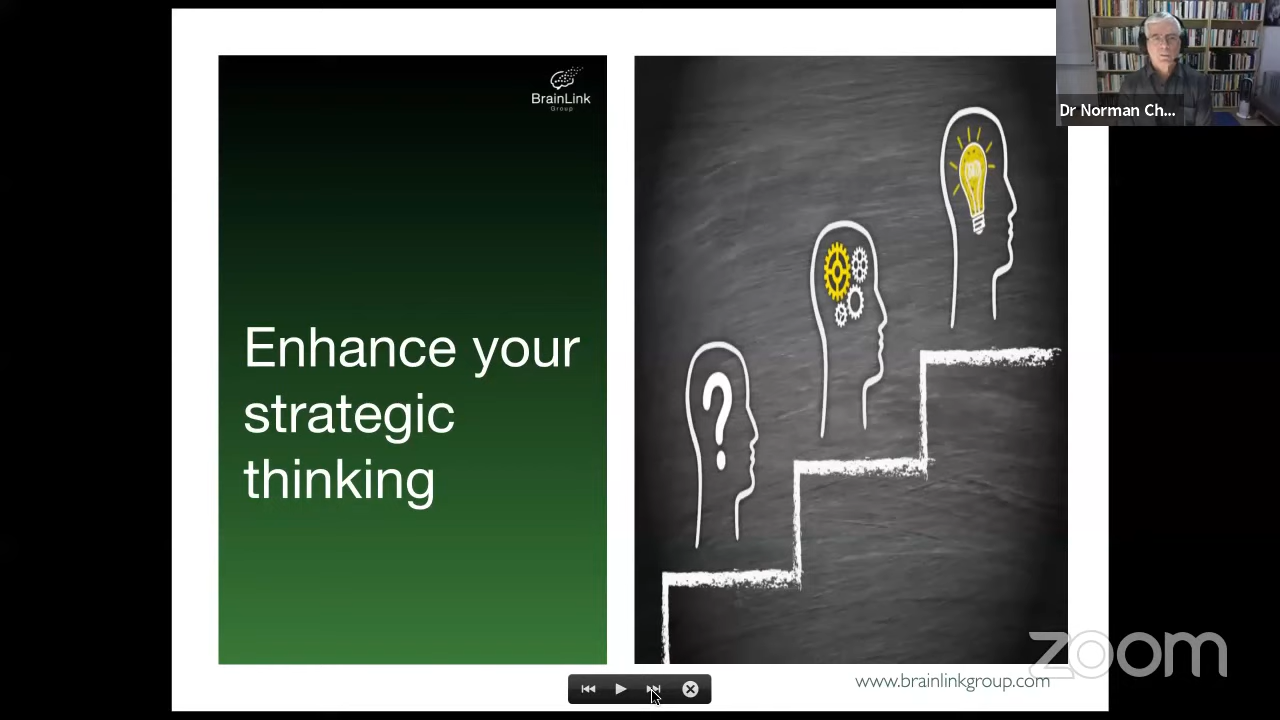 BrainLink
Group
Enhance your
strategic
thinking
?
Dr Norman Ch...
www.brainlinkgroup.com
zoom